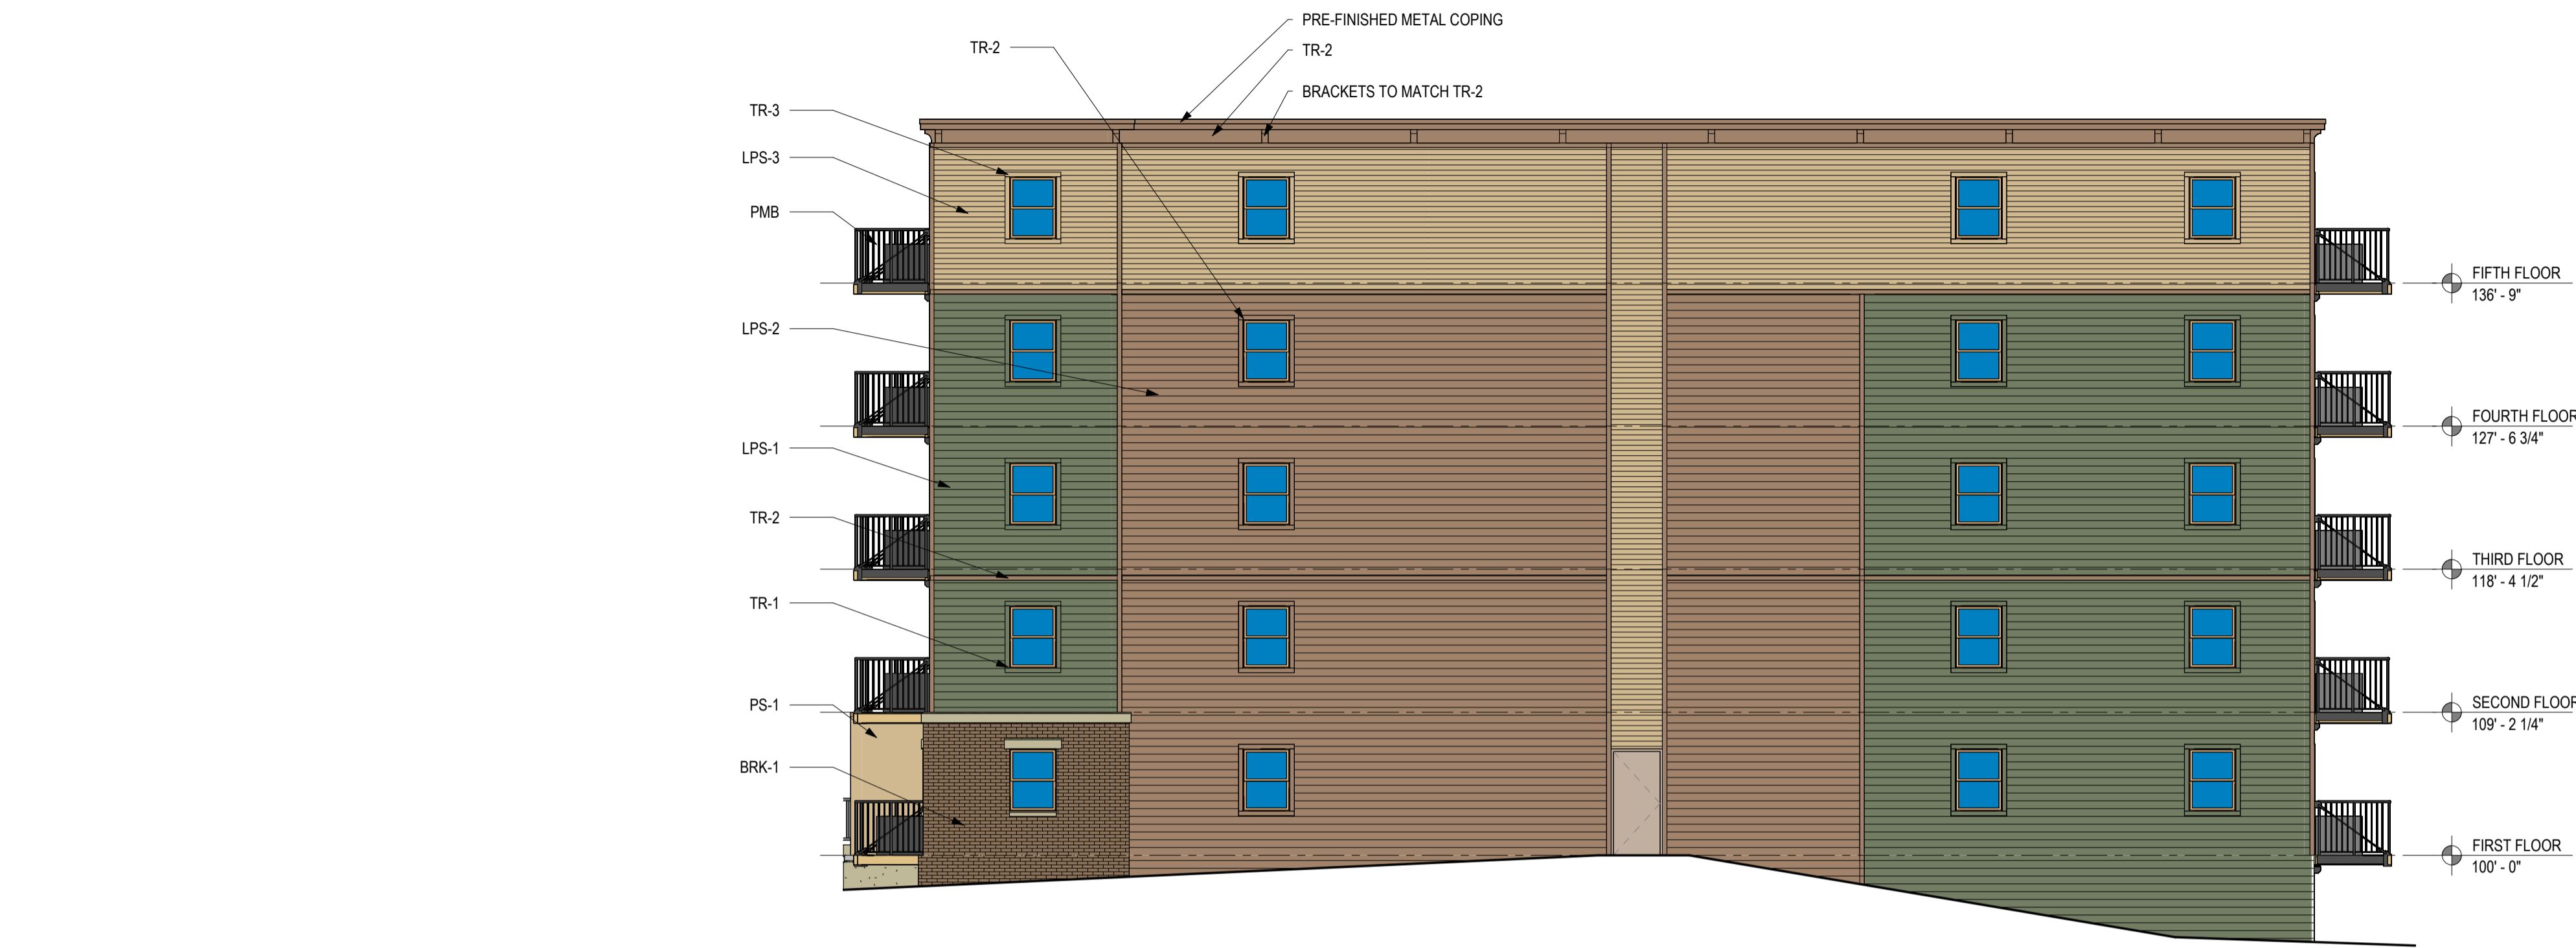 PRE-FINISHED METAL COPING
TR-2
TR-2
BRACKETS TO MATCH TR-2
TR-3
LPS-3
PMB
LPS-2
LPS-1
TR-2
TR-1
PS-1
BRK-1
FIFTH FLOOR
136' - 9"
FOURTH FLOOR
127' - 6 3/4"
THIRD FLOOR
118' - 4 1/2"
SECOND FLOOR
109' - 2 1/4"
FIRST FLOOR
100' - 0"